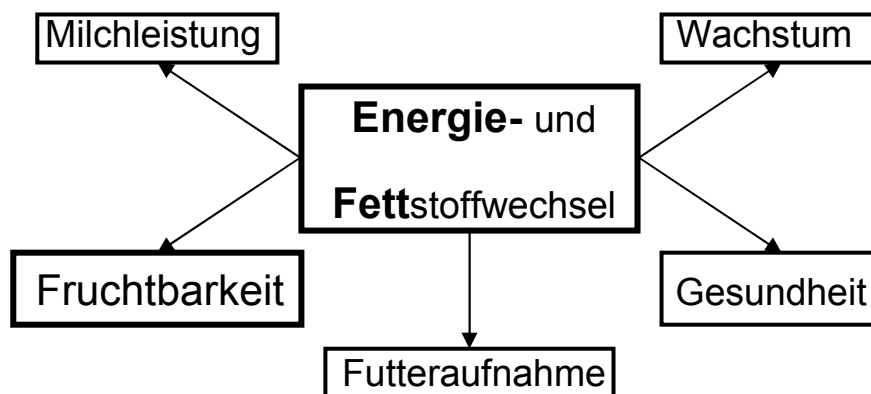 Milchleistung
Wachstum
Energie- und
Fettstoffwechsel
Fruchtbarkeit
Gesundheit
Futteraufnahme